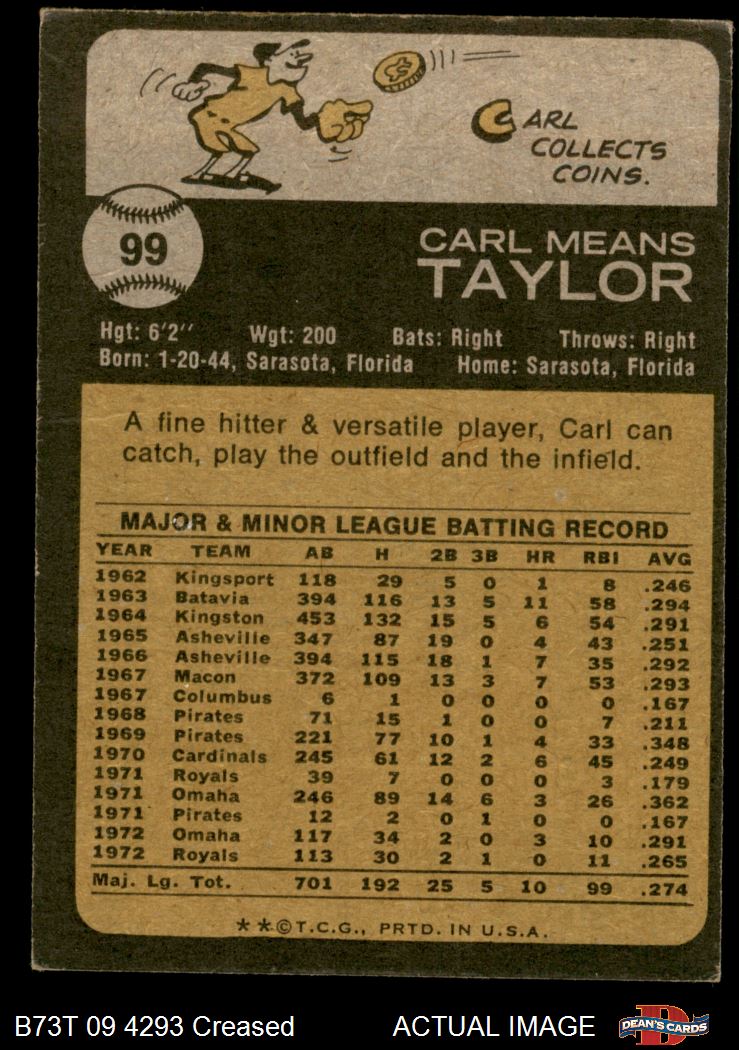 CARL
COLLECTS
COINS.
99
CARL MEANS
TAYLOR
Hgt: 6'2'' Wgt: 200 Bats: Right Throws: Right
Born: 1-20-44, Sarasota, Florida Home: Sarasota, Florida
A fine hitter & versatile player, Carl can
catch, play the outfield and the infield.
MAJOR & MINOR LEAGUE BATTING RECORD
YEAR TEAM AB H 2B 3B HR RBI AVG
1962 Kingsport 118 29 5 0 1 8 .246
1963 Batavia 394 116 13 5 11 58 .294
1964 Kingston 453 132 15 5 6 54 .291
1965 Asheville 347 87 19 0 4 43 .251
1966 Asheville 394 115 18 1 7 35 .292
1967 Macon 372 109 13 3 7 53 .293
1967 Columbus 6 1 0 0 0 0 .167
1968 Pirates 71 15 1 0 0 7 .211
1969 Pirates 221 77 10 1 4 33 .348
1970 Cardinals 245 61 12 2 6 45 .249
1971 Royals 39 7 0 0 0 3 .179
1971 Omaha 246 89 14 6 3 26 .362
1971 Pirates 12 2 0 1 0 0 .167
1972 Omaha 117 34 2 0 3 10 .291
1972 Royals 113 30 2 1 0 11 .265
Maj. Lg. Tot. 701 192 25 5 10 99 .274
**©T.C.G., PRTD. IN U.S.A.
B73T 09 4293 Creased ACTUAL IMAGE D DEAN'S CARDS